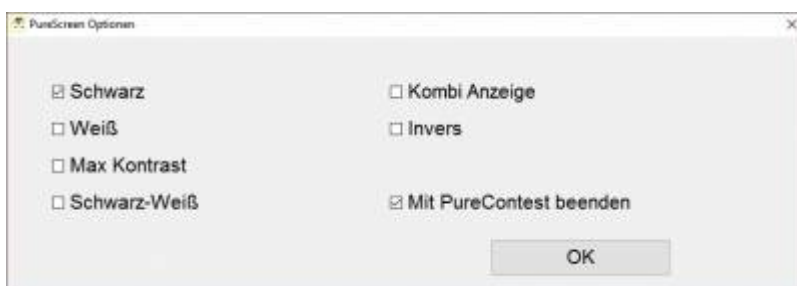 PureScreen Optionen
Schwarz
Kombi Anzeige
Weiß
Invers
Max Kontrast
Schwarz-Weiß
Mit PureContest beenden
OK